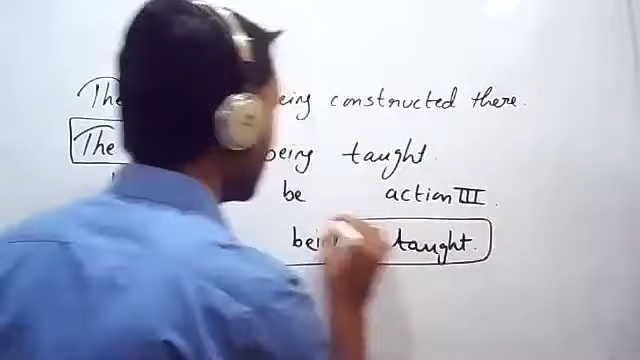 The eing constructed there.
The being taught.
be action III.
being taught.